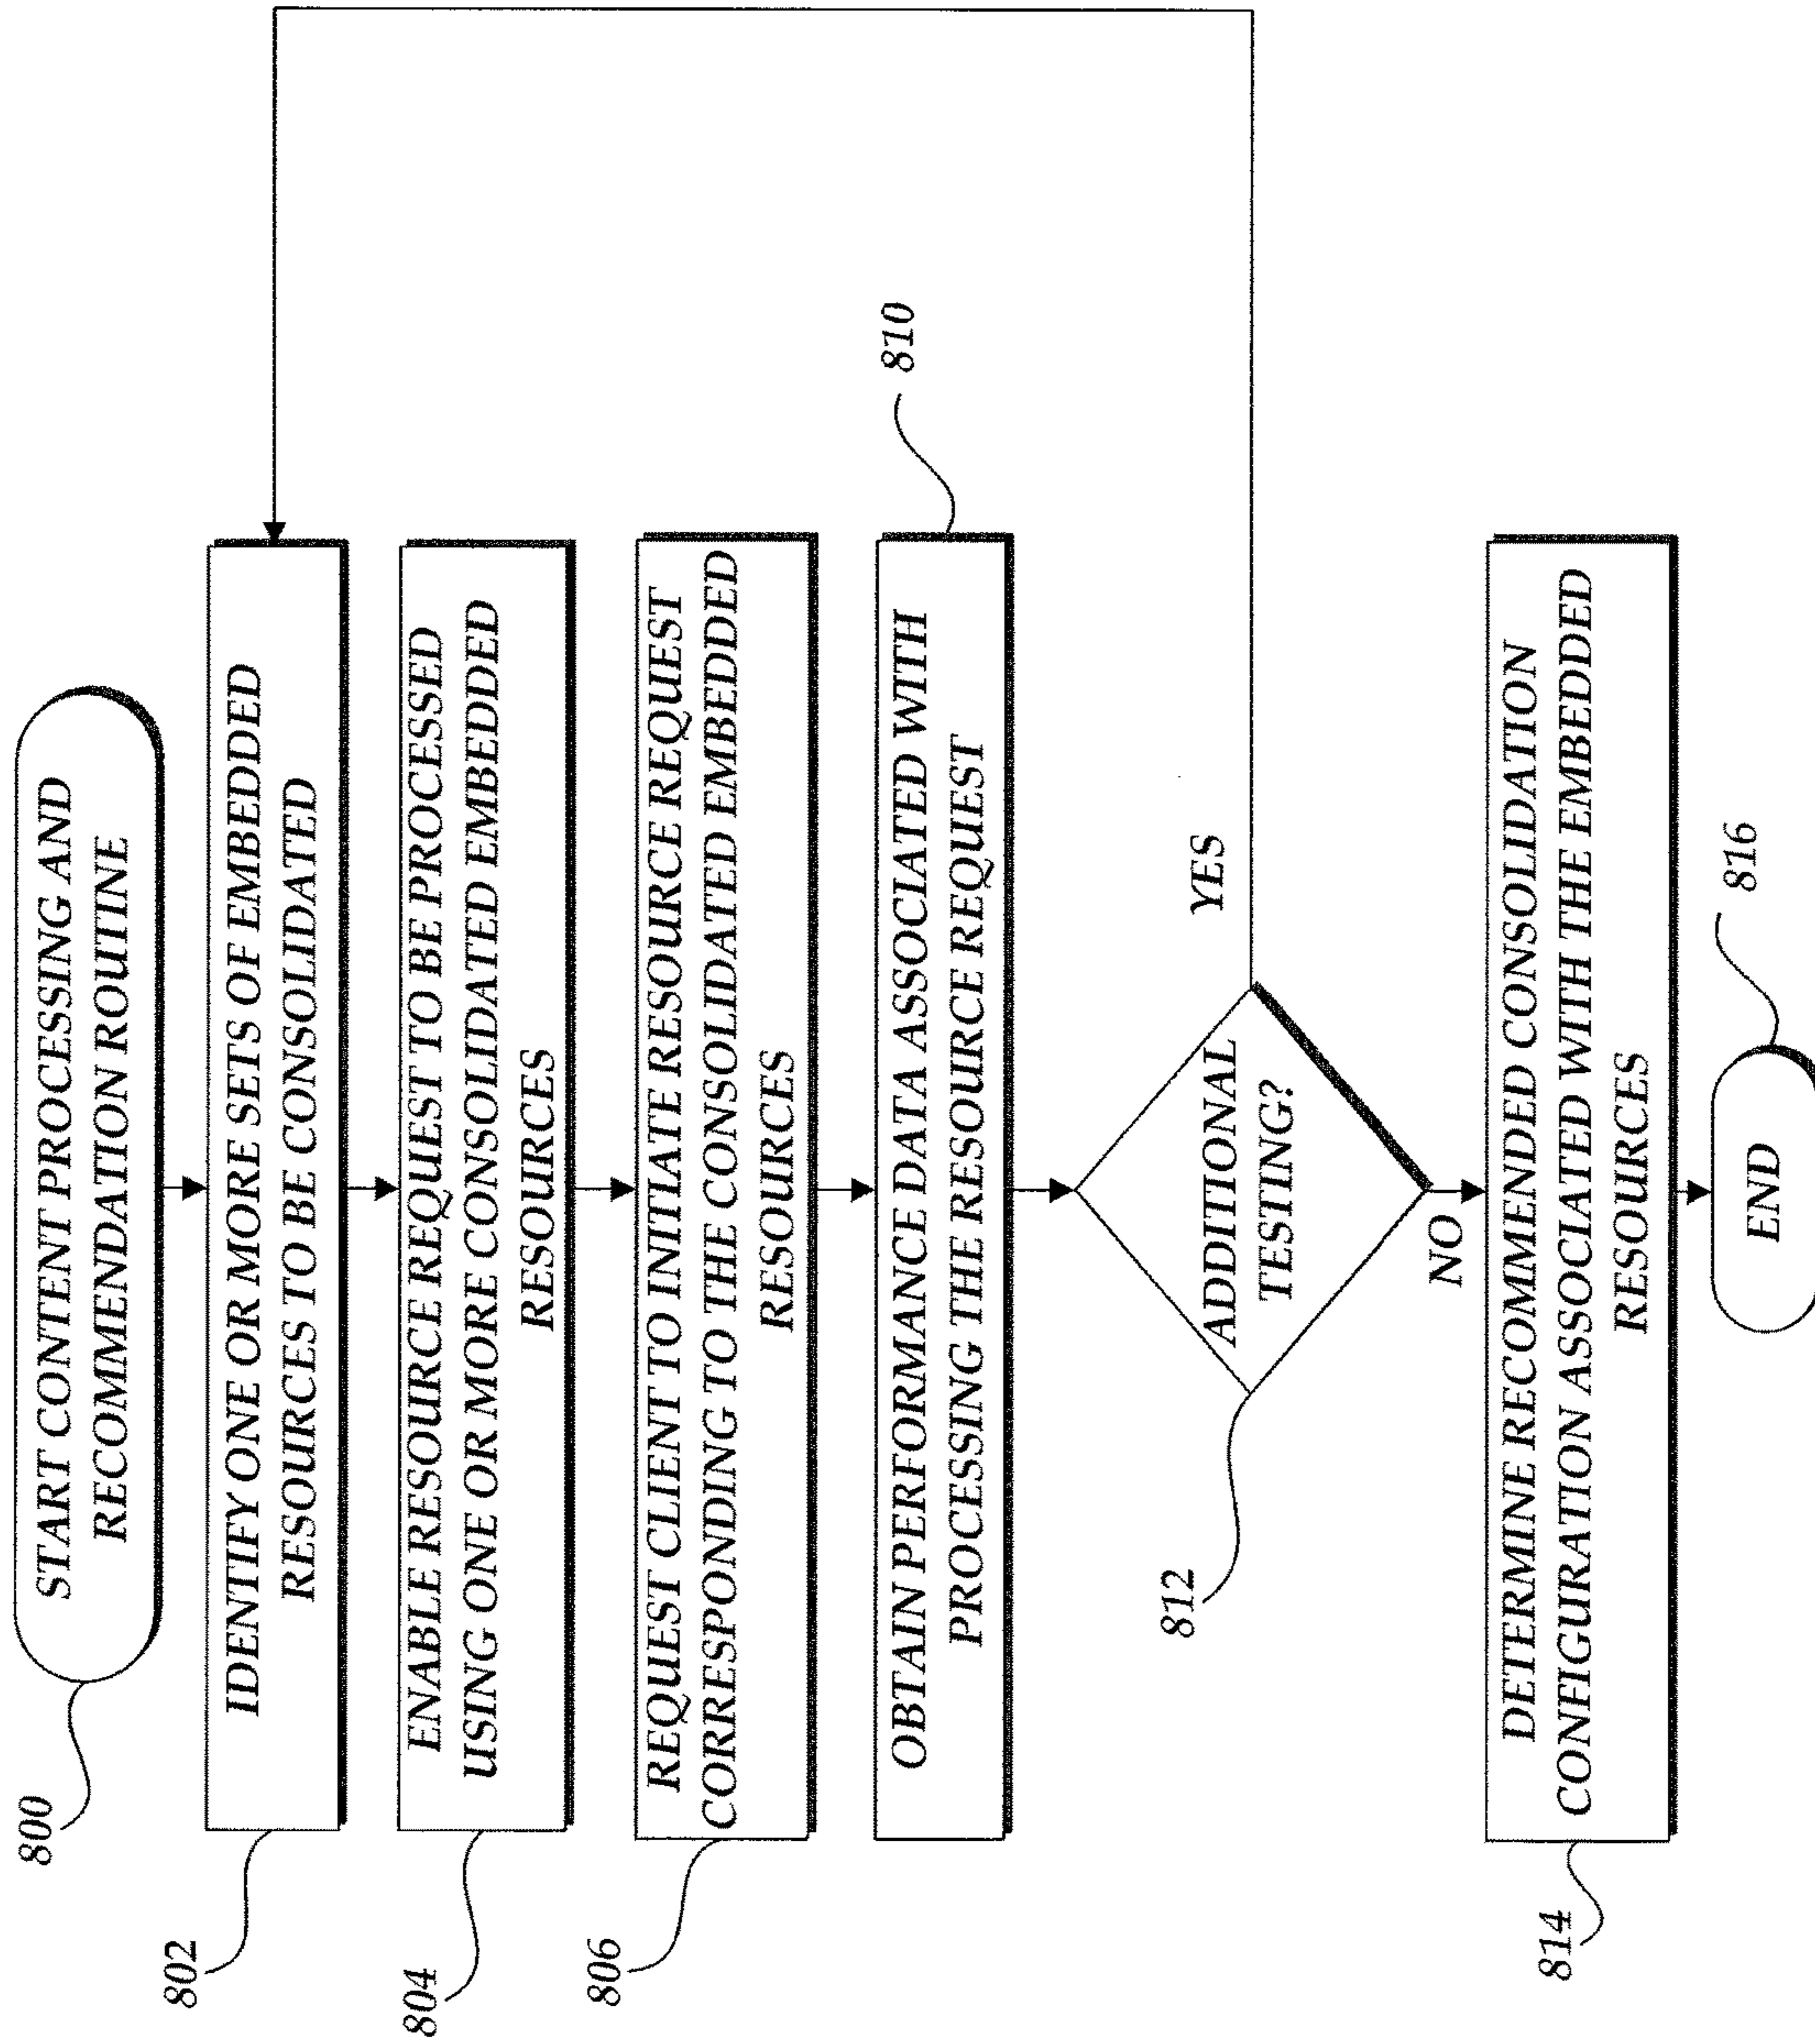 800
START CONTENT PROCESSING AND
RECOMMENDATION ROUTINE
802
IDENTIFY ONE OR MORE SETS OF EMBEDDED
RESOURCES TO BE CONSOLIDATED
804
ENABLE RESOURCE REQUEST TO BE PROCESSED
USING ONE OR MORE CONSOLIDATED EMBEDDED
RESOURCES
806
REQUEST CLIENT TO INITIATE RESOURCE REQUEST
CORRESPONDING TO THE CONSOLIDATED EMBEDDED
RESOURCES
810
OBTAIN PERFORMANCE DATA ASSOCIATED WITH
PROCESSING THE RESOURCE REQUEST
812
ADDITIONAL
TESTING?
YES
NO
814
DETERMINE RECOMMENDED CONSOLIDATION
CONFIGURATION ASSOCIATED WITH THE EMBEDDED
RESOURCES
816
END